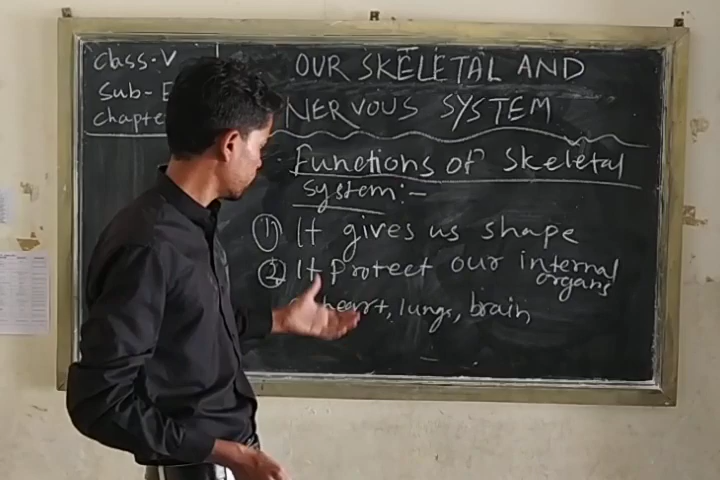 Class-V
Sub- E
Chapte
OUR SKELETAL AND
NERVOUS SYSTEM
Functions of skeletal
system:-
① It gives us shape
② It protect our internal
organs
heart, lungs, brain